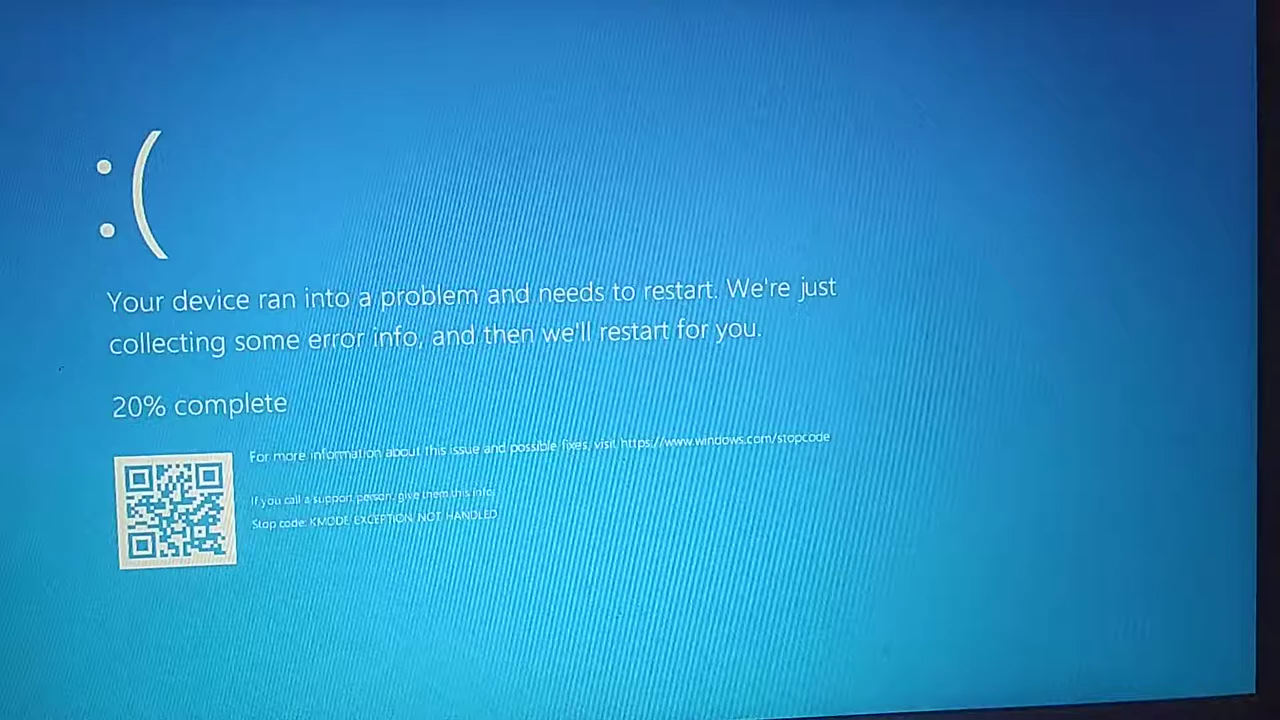 :(
Your device ran into a problem and needs to restart. We're just
collecting some error info, and then we'll restart for you.
20% complete
For more information about this issue and possible fixes, visit https://www.windows.com/stopcode
If you call a support person, give them this info:
Stop code: KMODE EXCEPTION NOT HANDLED